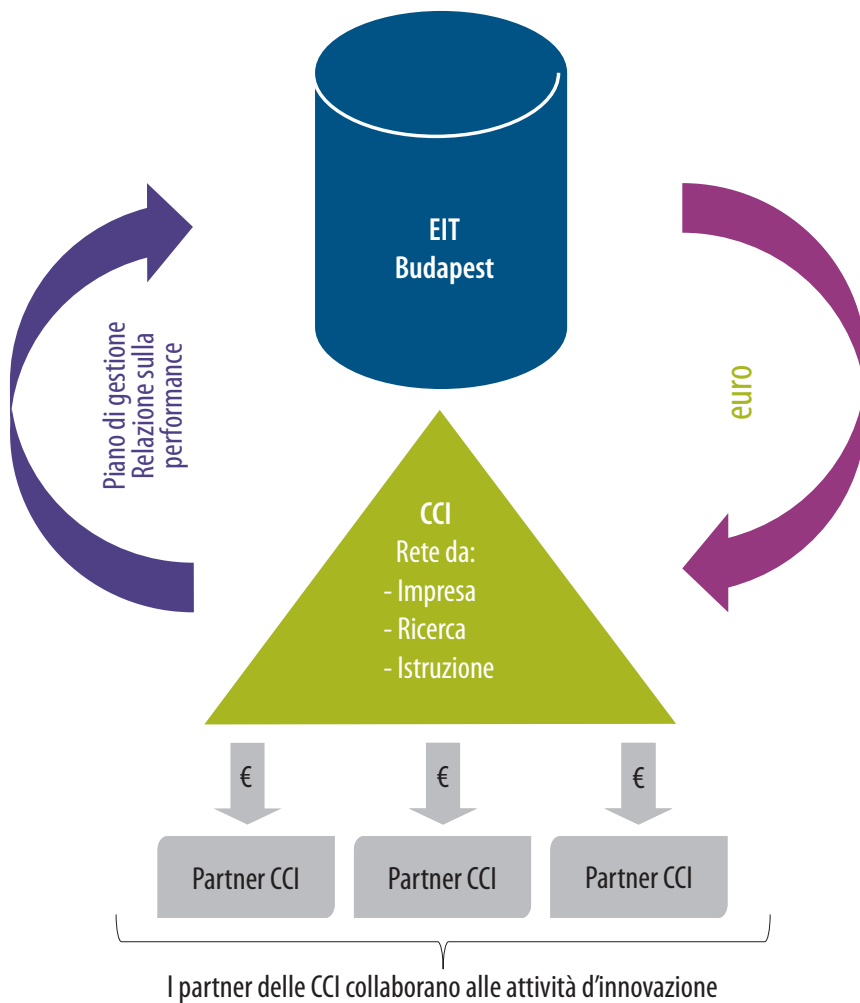 EIT
Budapest
Piano di gestione
Relazione sulla
performance
euro
CCI
Rete da:
- Impresa
- Ricerca
- Istruzione
€
€
€
Partner CCI
Partner CCI
Partner CCI
I partner delle CCI collaborano alle attività d’innovazione